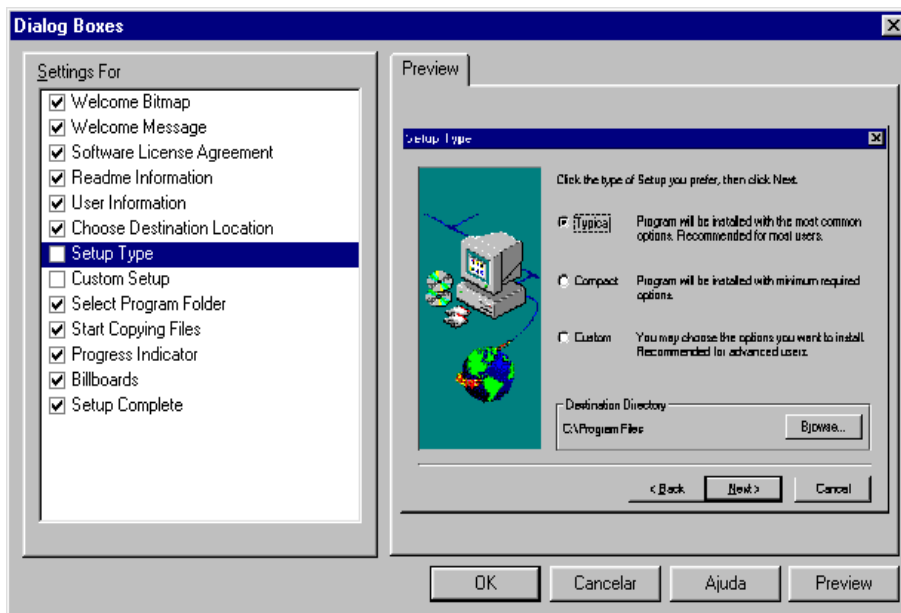 Dialog Boxes
Settings For
Welcome Bitmap
Welcome Message
Software License Agreement
Readme Information
User Information
Choose Destination Location
Setup Type
Custom Setup
Select Program Folder
Start Copying Files
Progress Indicator
Billboards
Setup Complete
Preview
Setup Type
Click the type of Setup you prefer, then click Next.
Typical Program will be installed with the most common
options. Recommended for most users.
Compact Program will be installed with minimum required
options.
Custom You may choose the options you want to install.
Recommended for advanced users.
Destination Directory
C:\Program Files
Browse...
< Back Next > Cancel
OK Cancelar Ajuda Preview